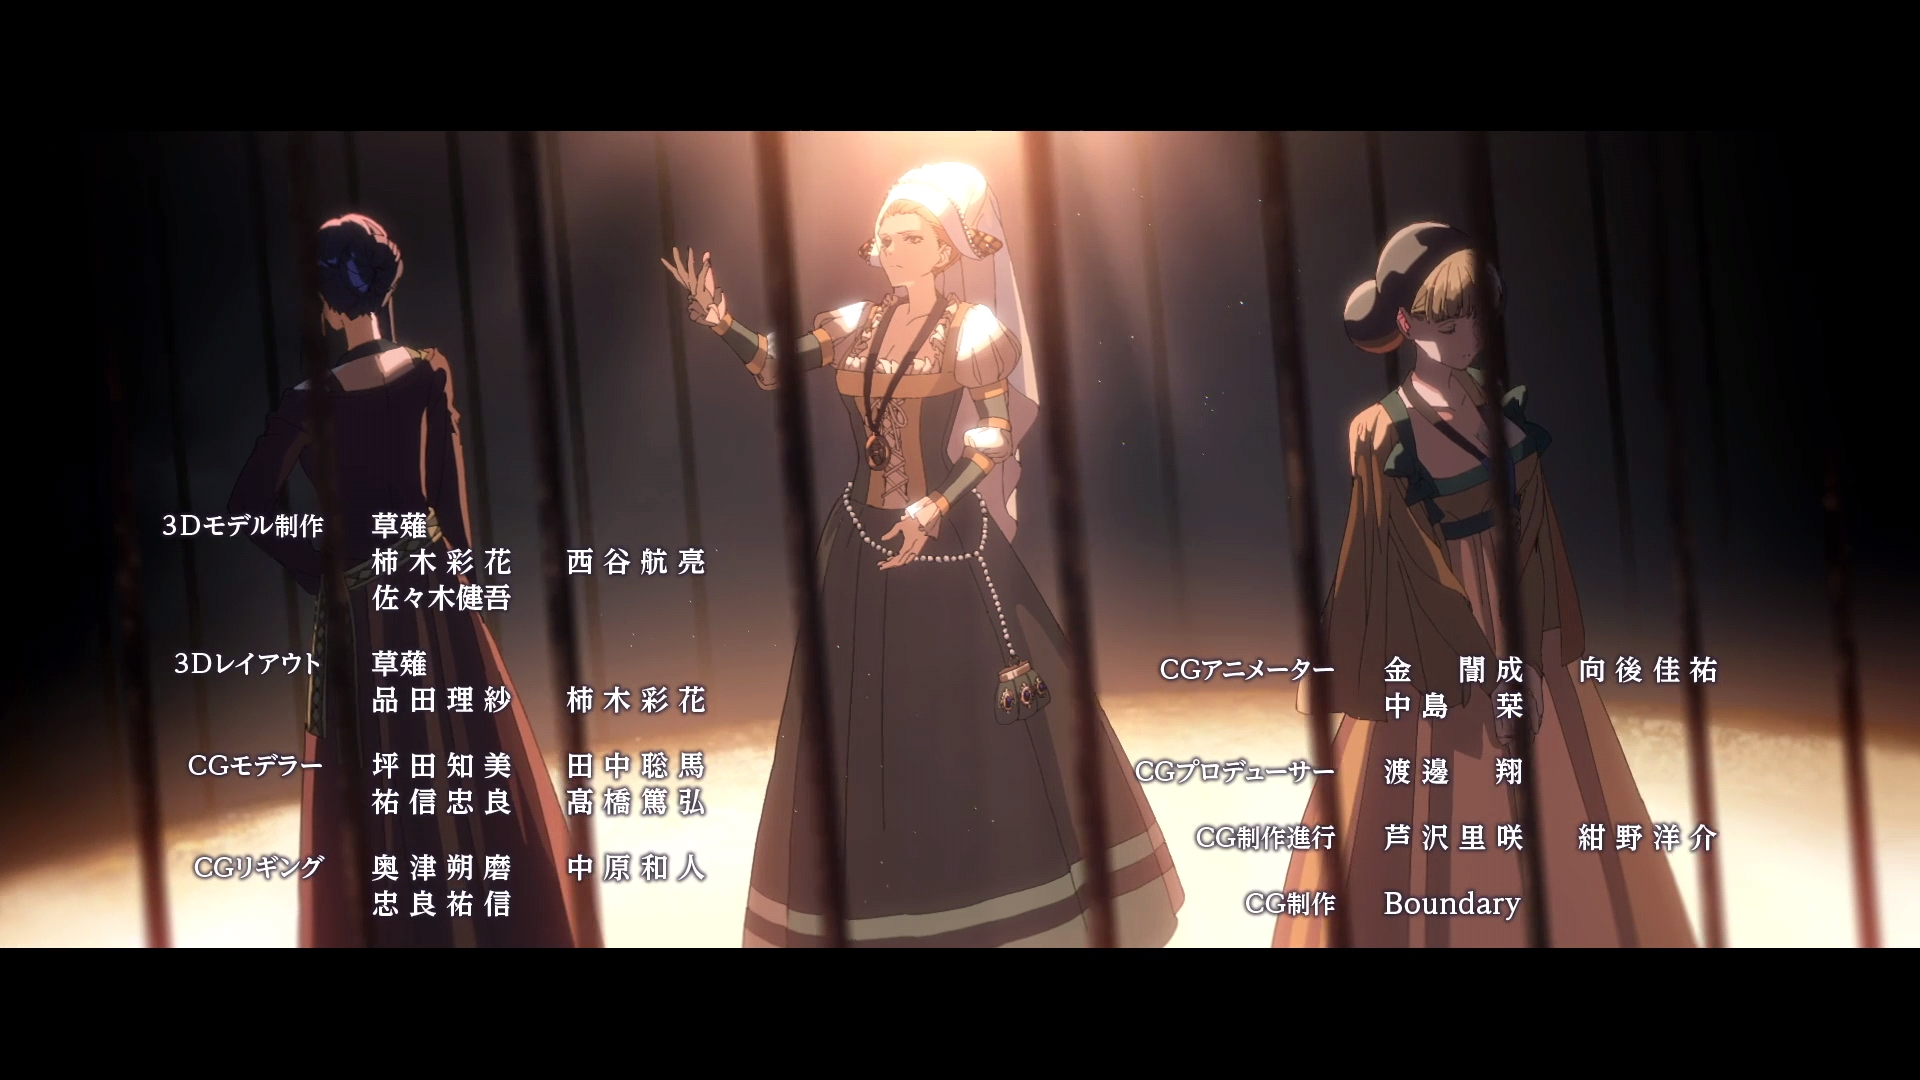 3Dモデル制作 草薙
柿木彩花 西谷航亮
佐々木健吾
3Dレイアウト 草薙
品田理紗 柿木彩花
CGモデラー 坪田知美 田中聡馬
祐信忠良 髙橋篤弘
CGリギング 奥津朔磨 中原和人
忠良祐信
CGアニメーター 金 闇成 向後佳祐
中島 栞
CGプロデューサー 渡邊 翔
CG制作進行 芦沢里咲 紺野洋介
CG制作 Boundary